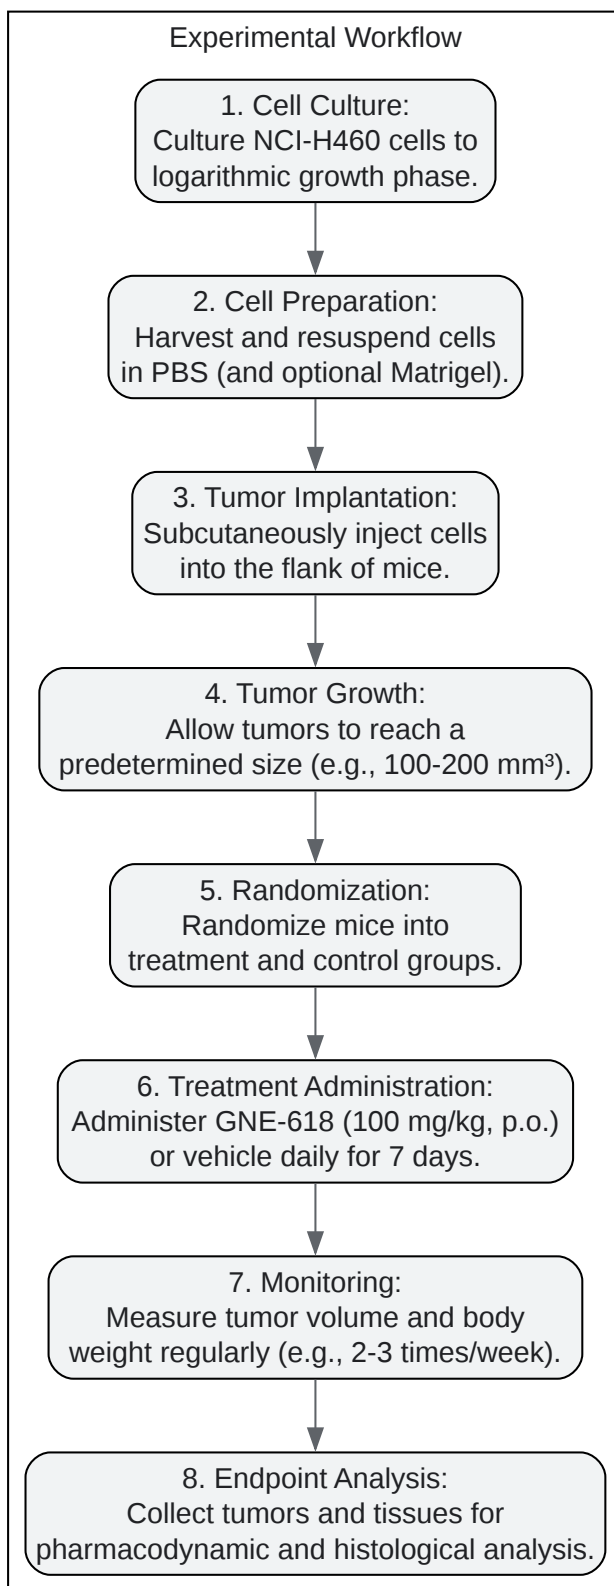 Experimental Workflow
1. Cell Culture:
Culture NCI-H460 cells to
logarithmic growth phase.
2. Cell Preparation:
Harvest and resuspend cells
in PBS (and optional Matrigel).
3. Tumor Implantation:
Subcutaneously inject cells
into the flank of mice.
4. Tumor Growth:
Allow tumors to reach a
predetermined size (e.g., 100-200 mm³).
5. Randomization:
Randomize mice into
treatment and control groups.
6. Treatment Administration:
Administer GNE-618 (100 mg/kg, p.o.)
or vehicle daily for 7 days.
7. Monitoring:
Measure tumor volume and body
weight regularly (e.g., 2-3 times/week).
8. Endpoint Analysis:
Collect tumors and tissues for
pharmacodynamic and histological analysis.